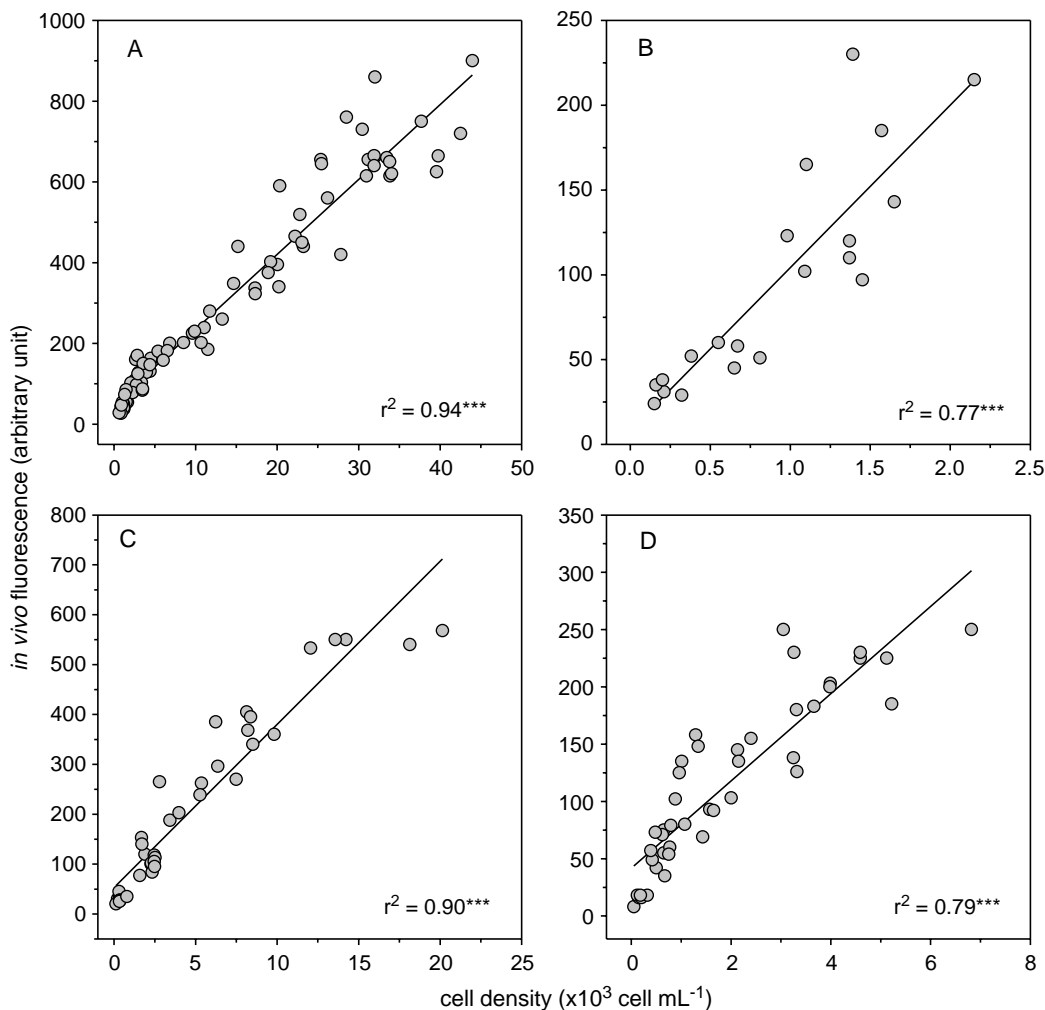 in vivo fluorescence (arbitrary unit)
A
1000
800
600
400
200
0
0 10 20 30 40 50
r² = 0.94***
B
250
200
150
100
50
0
0.0 0.5 1.0 1.5 2.0 2.5
r² = 0.77***
C
800
700
600
500
400
300
200
100
0
0 5 10 15 20 25
r² = 0.90***
D
350
300
250
200
150
100
50
0
0 2 4 6 8
r² = 0.79***
cell density (x10³ cell mL⁻¹)